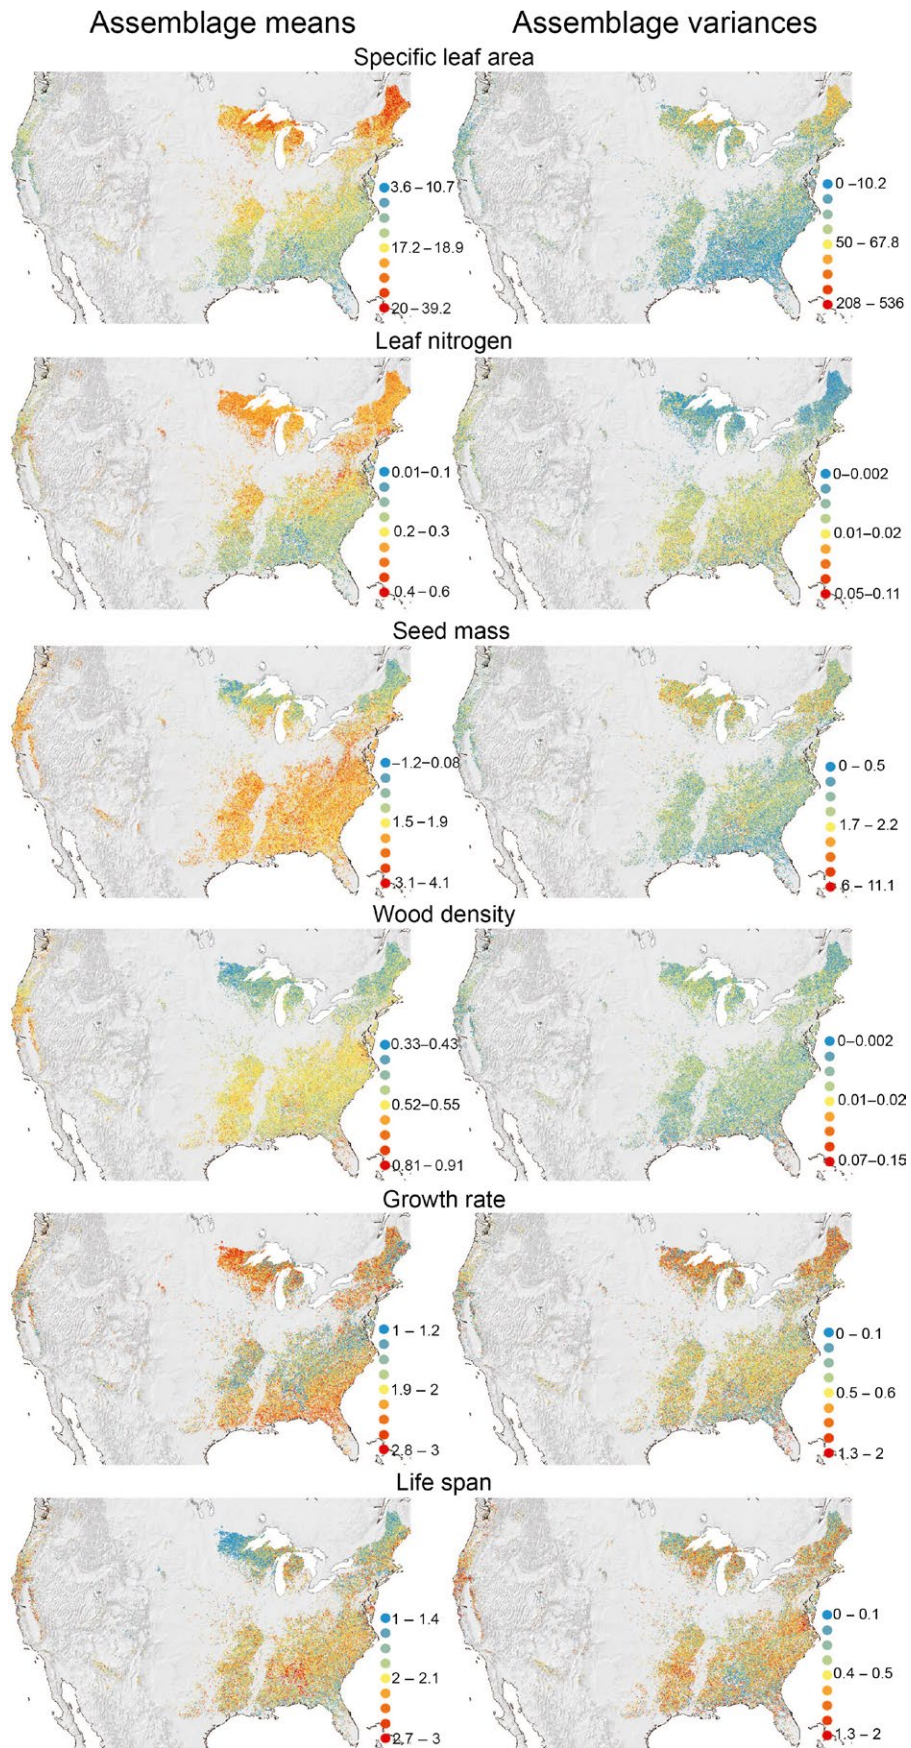 Assemblage means Assemblage variances
Specific leaf area
3.6 – 10.7
17.2 – 18.9
20 – 39.2
0 –10.2
50 – 67.8
208 – 536
Leaf nitrogen
0.01–0.1
0.2 – 0.3
0.4 – 0.6
0–0.002
0.01–0.02
0.05–0.11
Seed mass
–1.2–0.08
1.5 – 1.9
3.1 – 4.1
0 – 0.5
1.7 – 2.2
6 – 11.1
Wood density
0.33–0.43
0.52–0.55
0.81 – 0.91
0–0.002
0.01–0.02
0.07–0.15
Growth rate
1 – 1.2
1.9 – 2
2.8 – 3
0 – 0.1
0.5 – 0.6
1.3 – 2
Life span
1 – 1.4
2 – 2.1
2.7 – 3
0 – 0.1
0.4 – 0.5
1.3 – 2